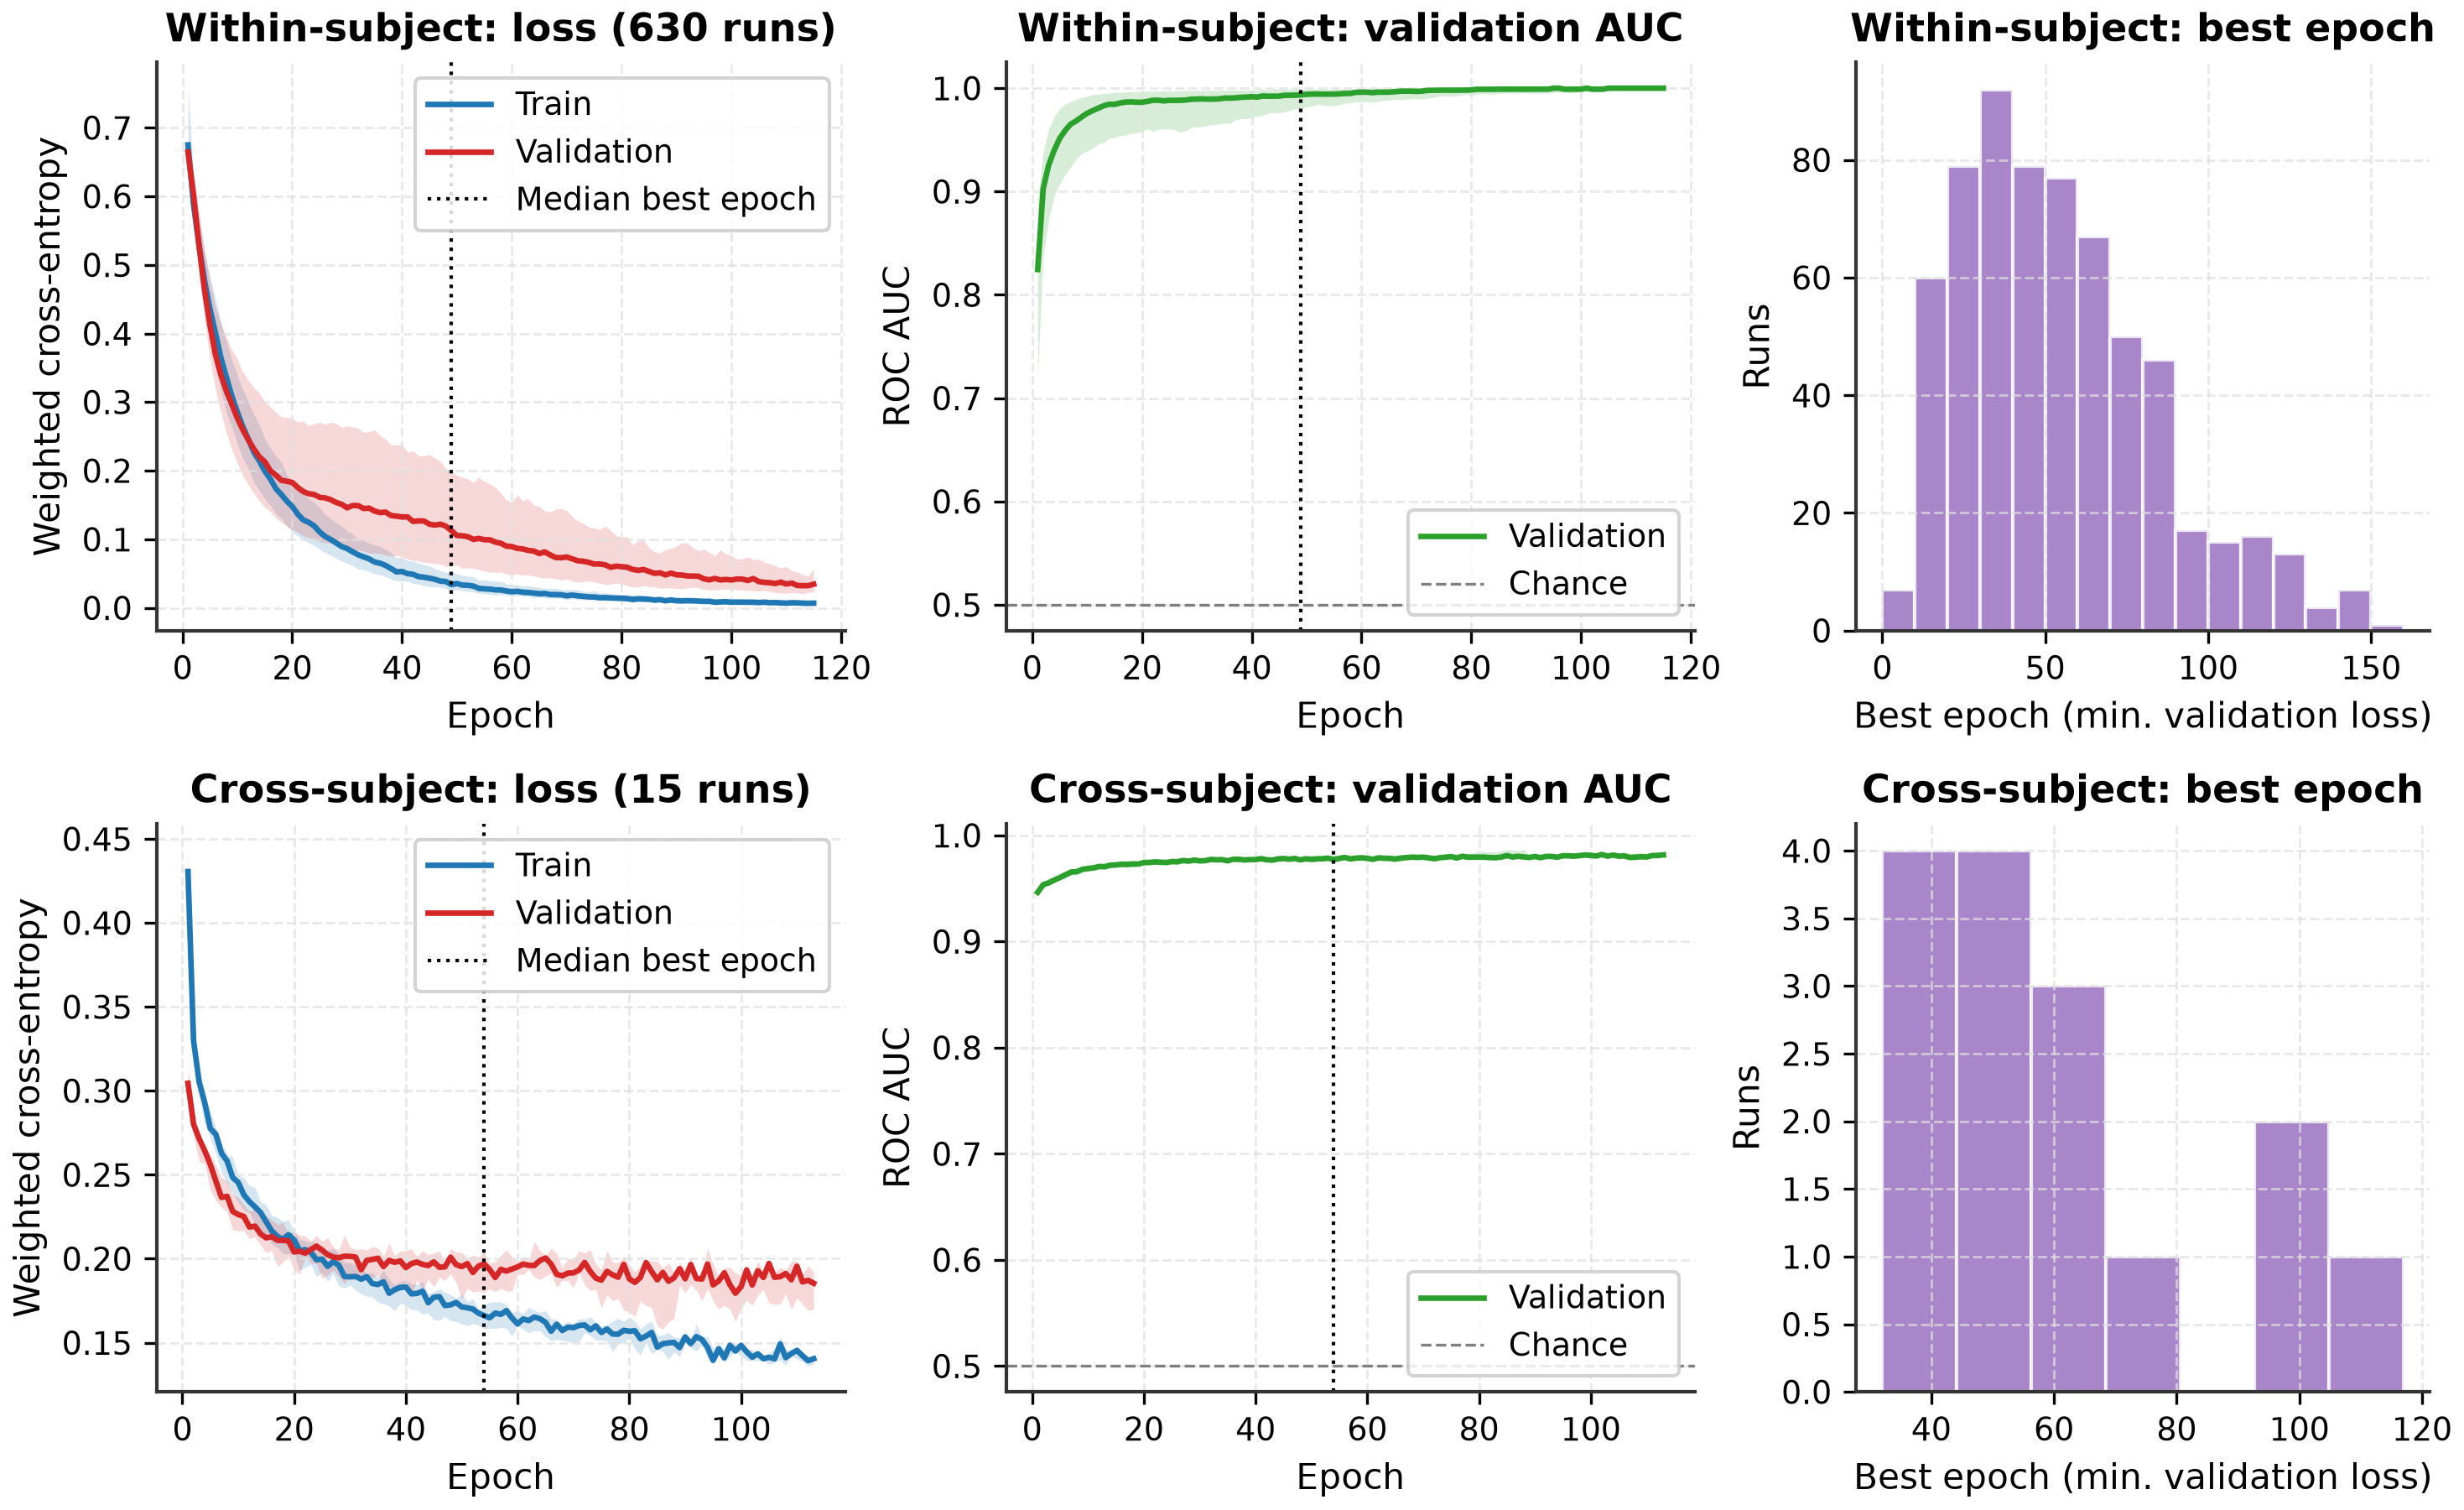 Within-subject: loss (630 runs)
Weighted cross-entropy
0.7
0.6
0.5
0.4
0.3
0.2
0.1
0.0
Train
Validation
Median best epoch
0 20 40 60 80 100 120
Epoch
Within-subject: validation AUC
ROC AUC
1.0
0.9
0.8
0.7
0.6
0.5
Validation
Chance
0 20 40 60 80 100 120
Epoch
Within-subject: best epoch
Runs
80
60
40
20
0
0 50 100 150
Best epoch (min. validation loss)
Cross-subject: loss (15 runs)
Weighted cross-entropy
0.45
0.40
0.35
0.30
0.25
0.20
0.15
Train
Validation
Median best epoch
0 20 40 60 80 100
Epoch
Cross-subject: validation AUC
ROC AUC
1.0
0.9
0.8
0.7
0.6
0.5
Validation
Chance
0 20 40 60 80 100
Epoch
Cross-subject: best epoch
Runs
4.0
3.5
3.0
2.5
2.0
1.5
1.0
0.5
0.0
40 60 80 100 120
Best epoch (min. validation loss)